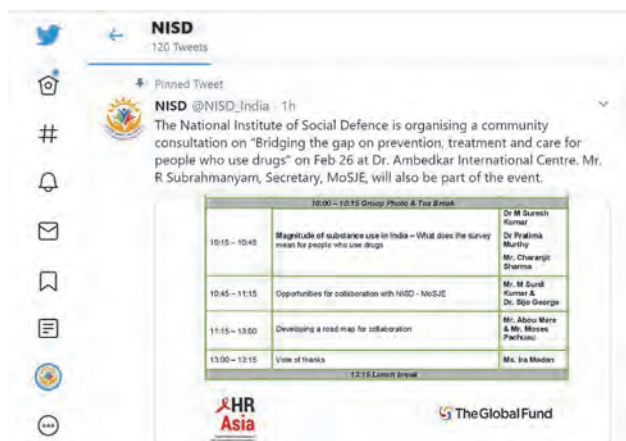 NISD
120 Tweets
Pinned Tweet
NISD @NISD_India · 1h
The National Institute of Social Defence is organising a community
consultation on "Bridging the gap on prevention, treatment and care for
people who use drugs" on Feb 26 at Dr. Ambedkar International Centre. Mr.
R Subrahmanyam, Secretary, MoSJE, will also be part of the event.
10:00 – 10:15 Group Photo & Tea Break
10:15 – 10:45
Magnitude of substance use in India – What does the survey
mean for people who use drugs
Dr M Suresh
Kumar
Dr Pratima
Murthy
Mr. Charanjit
Sharma
10:45 – 11:15
Opportunities for collaboration with NISD - MoSJE
Mr. M Sunil
Kumar &
Dr. Sijo George
11:15 – 13:00
Developing a road map for collaboration
Mr. Abou Mere
& Mr. Moses
Pachuau
13:00 – 13:15
Vote of thanks
Ms. Ira Madan
13:15 Lunch break
HR
Asia
The Global Fund